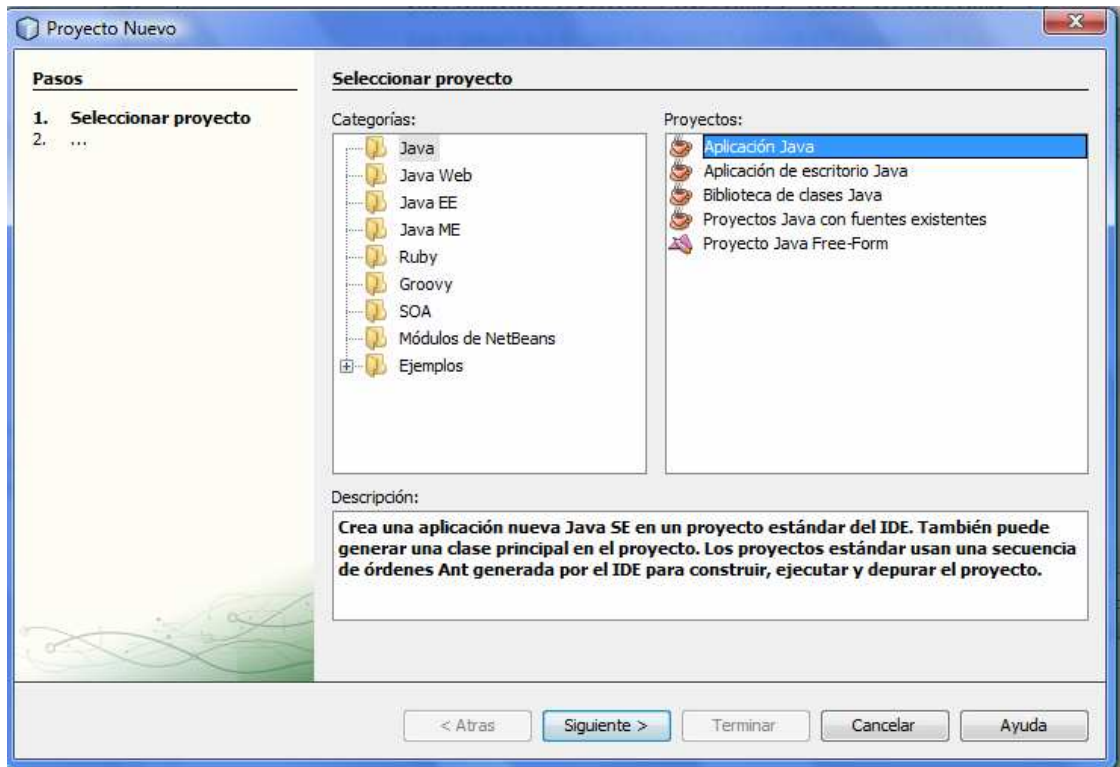 Proyecto Nuevo
Pasos
1. Seleccionar proyecto
2. ...
Seleccionar proyecto
Categorías:
Java
Java Web
Java EE
Java ME
Ruby
Groovy
SOA
Módulos de NetBeans
Ejemplos
Proyectos:
Aplicación Java
Aplicación de escritorio Java
Biblioteca de clases Java
Proyectos Java con fuentes existentes
Proyecto Java Free-Form
Descripción:
Crea una aplicación nueva Java SE en un proyecto estándar del IDE. También puede
generar una clase principal en el proyecto. Los proyectos estándar usan una secuencia
de órdenes Ant generada por el IDE para construir, ejecutar y depurar el proyecto.
< Atras
Siguiente >
Terminar
Cancelar
Ayuda